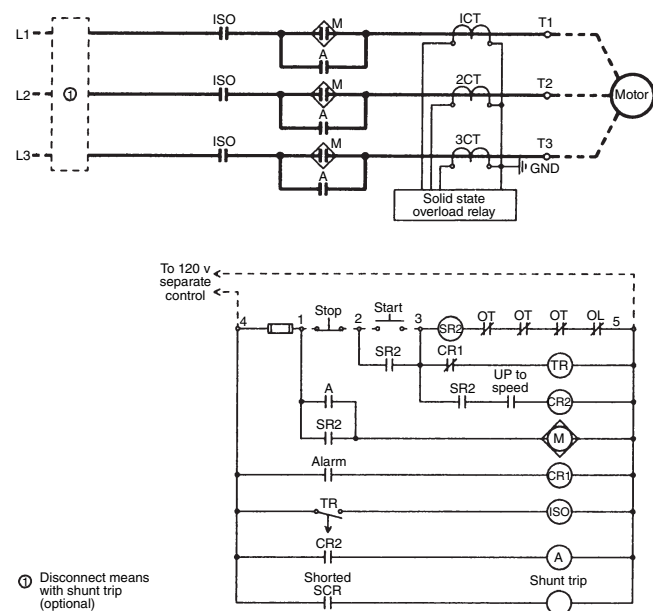 ISO M 1CT T1
L1
A
ISO M 2CT T2
L2 ① Motor
A
ISO M 3CT T3
L3
A GND
Solid state
overload relay
To 120 v
separate
control
4 1 Stop 2 Start 3 SR2 OT OT OT OL 5
SR2 CR1 TR
UP to
speed
A SR2 CR2
SR2 M
Alarm CR1
TR ISO
CR2 A
Shorted
SCR
Shunt trip
① Disconnect means
with shunt trip
(optional)